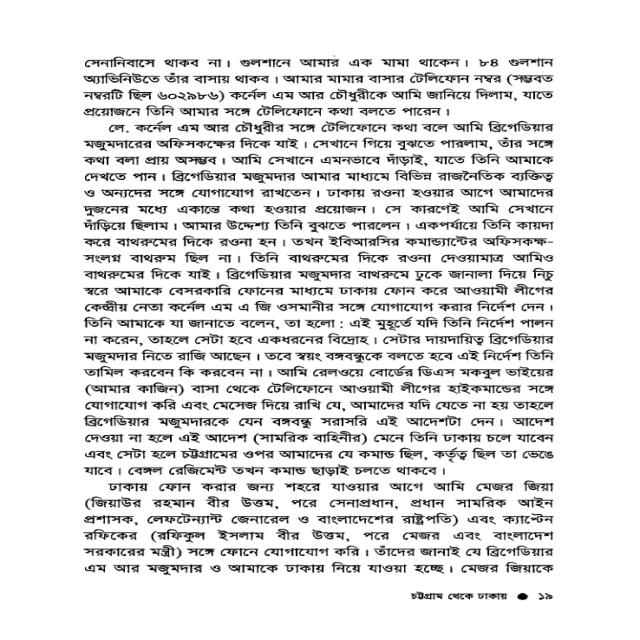 সেনানিবাসে থাকব না। গুলশানে আমার এক মামা থাকেন। ৮৪ গুলশান
অ্যাভিনিউতে তাঁর বাসায় থাকব। আমার মামার বাসার টেলিফোন নম্বর (সম্ভবত
নম্বরটি ছিল ৬০২৯৮৬) কর্নেল এম আর চৌধুরীকে আমি জানিয়ে দিলাম, যাতে
প্রয়োজনে তিনি আমার সঙ্গে টেলিফোনে কথা বলতে পারেন।
লে. কর্নেল এম আর চৌধুরীর সঙ্গে টেলিফোনে কথা বলে আমি ব্রিগেডিয়ার
মজুমদারের অফিসকক্ষের দিকে যাই। সেখানে গিয়ে বুঝতে পারলাম, তাঁর সঙ্গে
কথা বলা প্রায় অসম্ভব। আমি সেখানে এমনভাবে দাঁড়াই, যাতে তিনি আমাকে
দেখতে পান। ব্রিগেডিয়ার মজুমদার আমার মাধ্যমে বিভিন্ন রাজনৈতিক ব্যক্তিত্ব
ও অন্যদের সঙ্গে যোগাযোগ রাখতেন। ঢাকায় রওনা হওয়ার আগে আমাদের
দুজনের মধ্যে একান্তে কথা হওয়ার প্রয়োজন। সে কারণেই আমি সেখানে
দাঁড়িয়ে ছিলাম। আমার উদ্দেশ্য তিনি বুঝতে পারলেন। একপর্যায়ে তিনি কায়দা
করে বাথরুমের দিকে রওনা হন। তখন ইবিআরসির কমান্ড্যান্টের অফিসকক্ষ-
সংলগ্ন বাথরুম ছিল না। তিনি বাথরুমের দিকে রওনা দেওয়ামাত্র আমিও
বাথরুমের দিকে যাই। ব্রিগেডিয়ার মজুমদার বাথরুমে ঢুকে জানালা দিয়ে নিচু
স্বরে আমাকে বেসরকারি ফোনের মাধ্যমে ঢাকায় ফোন করে আওয়ামী লীগের
কেন্দ্রীয় নেতা কর্নেল এম এ জি ওসমানীর সঙ্গে যোগাযোগ করার নির্দেশ দেন।
তিনি আমাকে যা জানাতে বলেন, তা হলো : এই মুহূর্তে যদি তিনি নির্দেশ পালন
না করেন, তাহলে সেটা হবে একধরনের বিদ্রোহ। সেটার দায়দায়িত্ব ব্রিগেডিয়ার
মজুমদার নিতে রাজি আছেন। তবে স্বয়ং বঙ্গবন্ধুকে বলতে হবে এই নির্দেশ তিনি
তামিল করবেন কি করবেন না। আমি রেলওয়ে বোর্ডের ডিএস মকবুল ভাইয়ের
(আমার কাজিন) বাসা থেকে টেলিফোনে আওয়ামী লীগের হাইকমান্ডের সঙ্গে
যোগাযোগ করি এবং মেসেজ দিয়ে রাখি যে, আমাদের যদি যেতে না হয় তাহলে
ব্রিগেডিয়ার মজুমদারকে যেন বঙ্গবন্ধু সরাসরি এই আদেশটা দেন। আদেশ
দেওয়া না হলে এই আদেশ (সামরিক বাহিনীর) মেনে তিনি ঢাকায় চলে যাবেন
এবং সেটা হলে চট্টগ্রামের ওপর আমাদের যে কমান্ড ছিল, কর্তৃত্ব ছিল তা ভেঙে
যাবে। বেঙ্গল রেজিমেন্ট তখন কমান্ড ছাড়াই চলতে থাকবে।
ঢাকায় ফোন করার জন্য শহরে যাওয়ার আগে আমি মেজর জিয়া
(জিয়াউর রহমান বীর উত্তম, পরে সেনাপ্রধান, প্রধান সামরিক আইন
প্রশাসক, লেফটেন্যান্ট জেনারেল ও বাংলাদেশের রাষ্ট্রপতি) এবং ক্যাপ্টেন
রফিকের (রফিকুল ইসলাম বীর উত্তম, পরে মেজর এবং বাংলাদেশ
সরকারের মন্ত্রী) সঙ্গে ফোনে যোগাযোগ করি। তাঁদের জানাই যে ব্রিগেডিয়ার
এম আর মজুমদার ও আমাকে ঢাকায় নিয়ে যাওয়া হচ্ছে। মেজর জিয়াকে
চট্টগ্রাম থেকে ঢাকায় ● ১৯